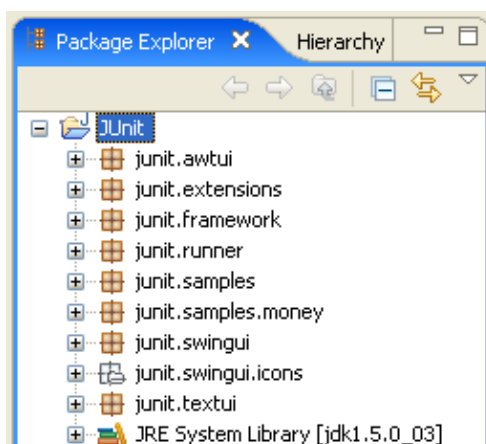 Package Explorer Hierarchy
JUnit
junit.awtui
junit.extensions
junit.framework
junit.runner
junit.samples
junit.samples.money
junit.swingui
junit.swingui.icons
junit.textui
JRE System Library [jdk1.5.0_03]